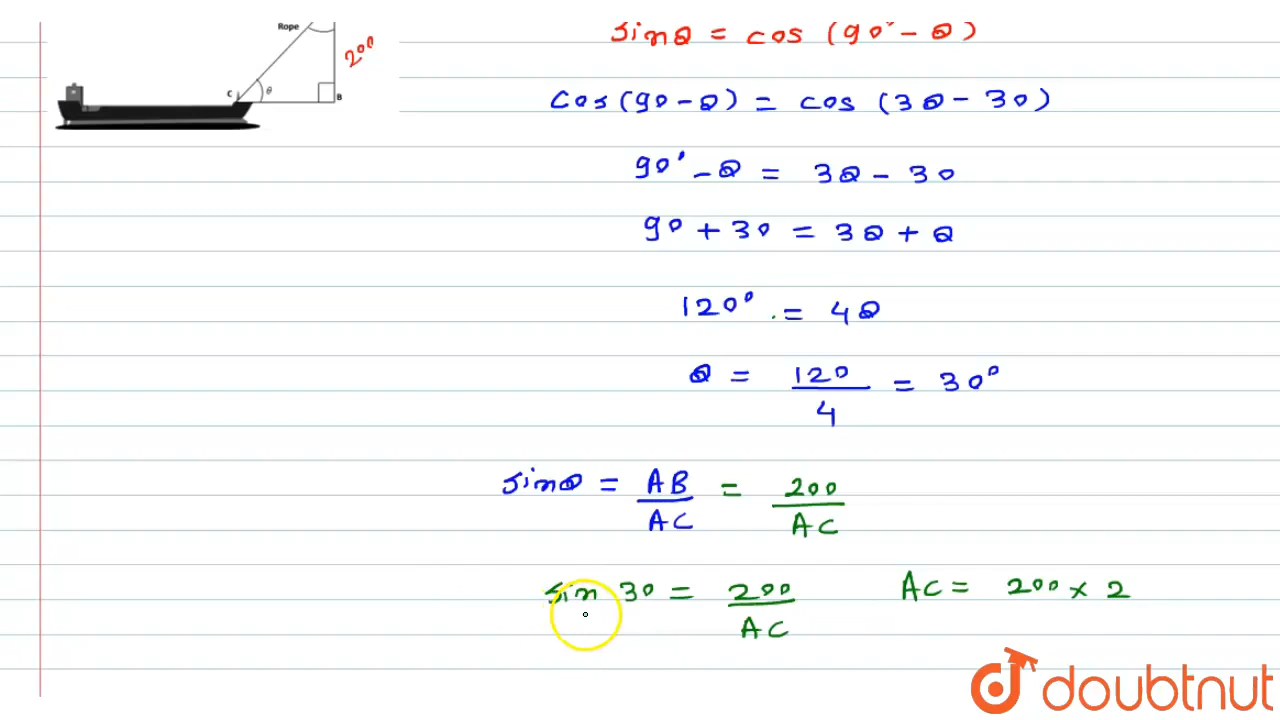 Rope
200
C θ B
sinθ = cos (90° - θ)
cos(90 - θ) = cos (3θ - 30)
90° - θ = 3θ - 30
90 + 30 = 3θ + θ
120° = 4θ
θ = 120/4 = 30°
sinθ = AB/AC = 200/AC
sin 30 = 200/AC AC = 200 × 2
doubtnut